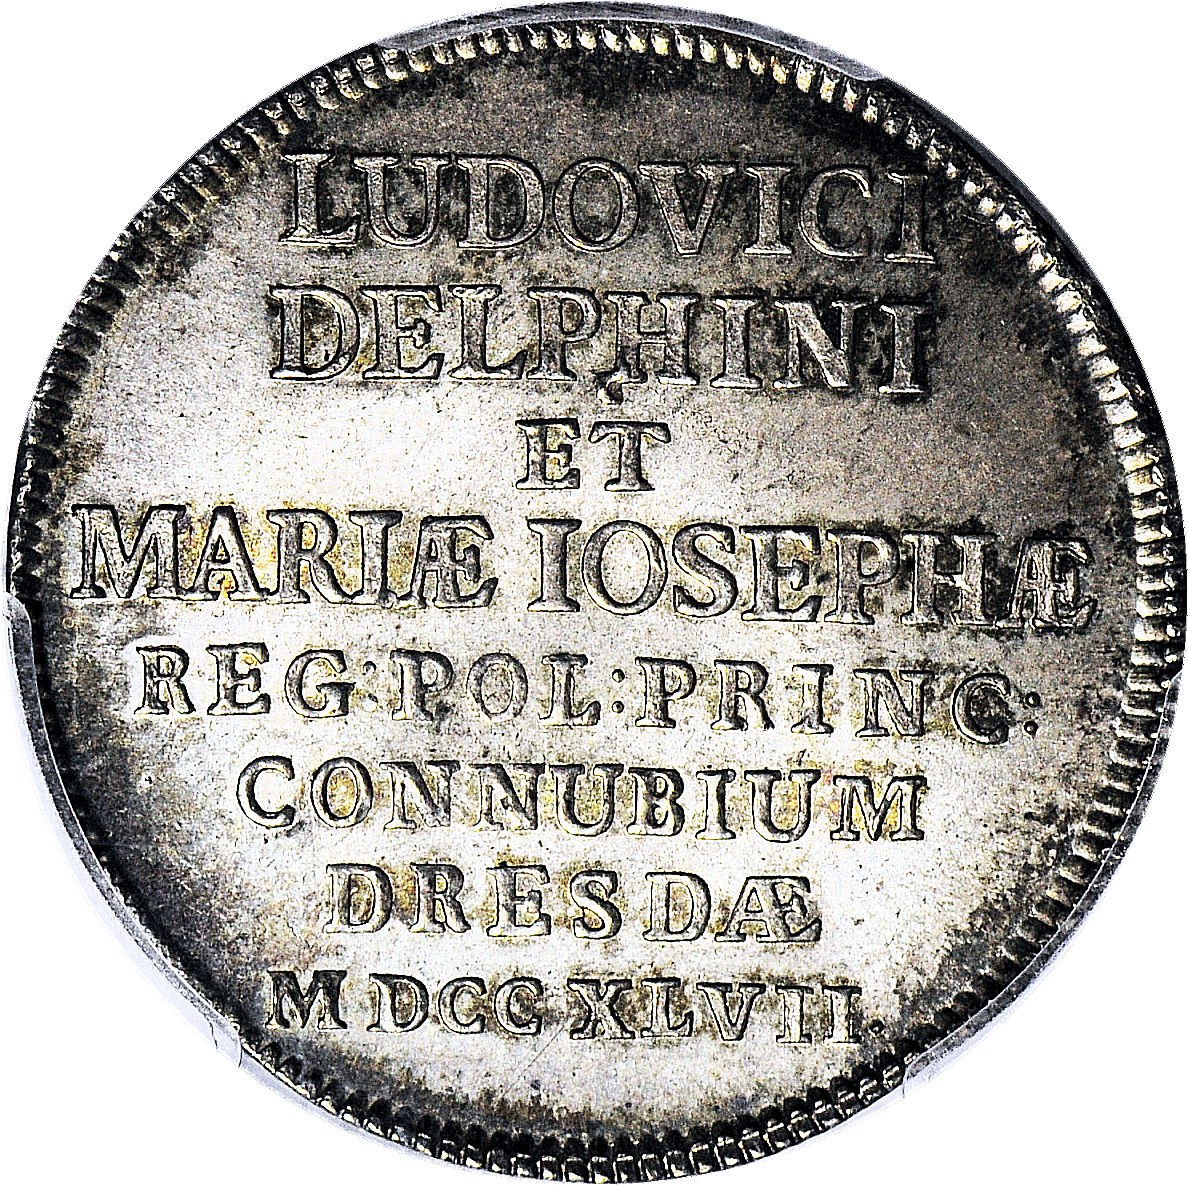 LUDOVICI
DELPHINI
ET
MARIÆ IOSEPHÆ
REG:POL:PRINC:
CONNUBIUM
DRESDÆ
MDCCXLVII.